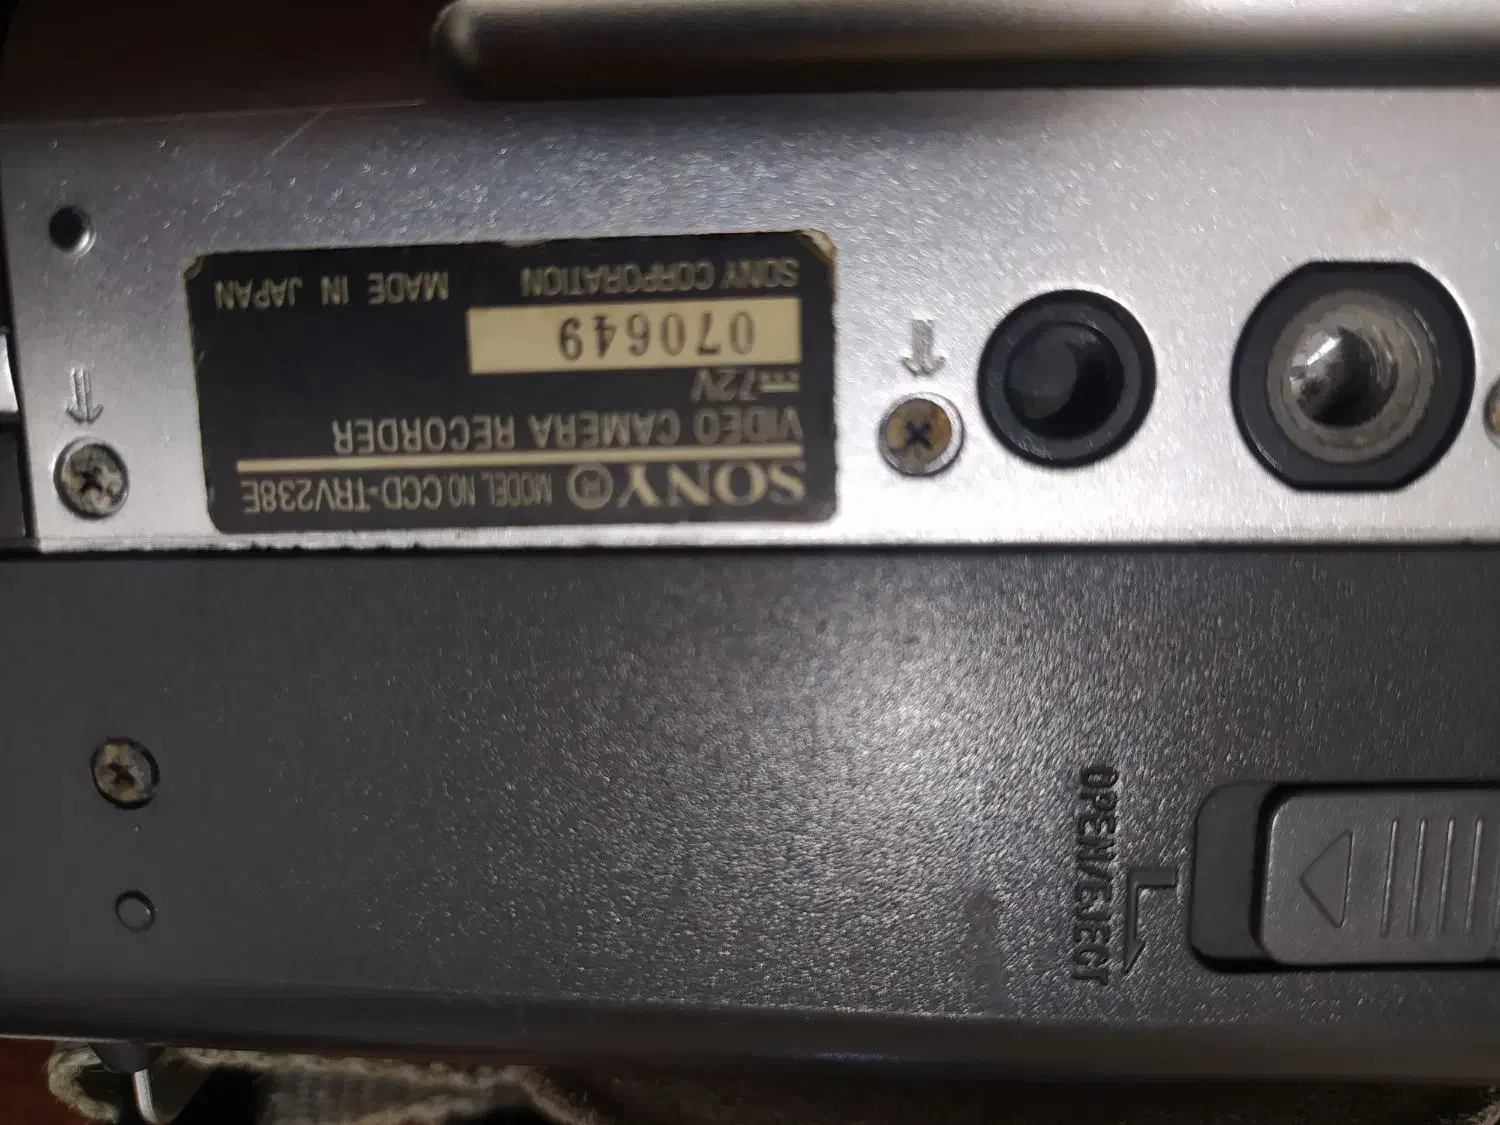 SONY Ⓡ MODEL NO. CCD-TRV238E
VIDEO CAMERA RECORDER
⎓ 7.2V
070649
SONY CORPORATION MADE IN JAPAN
OPEN/EJECT